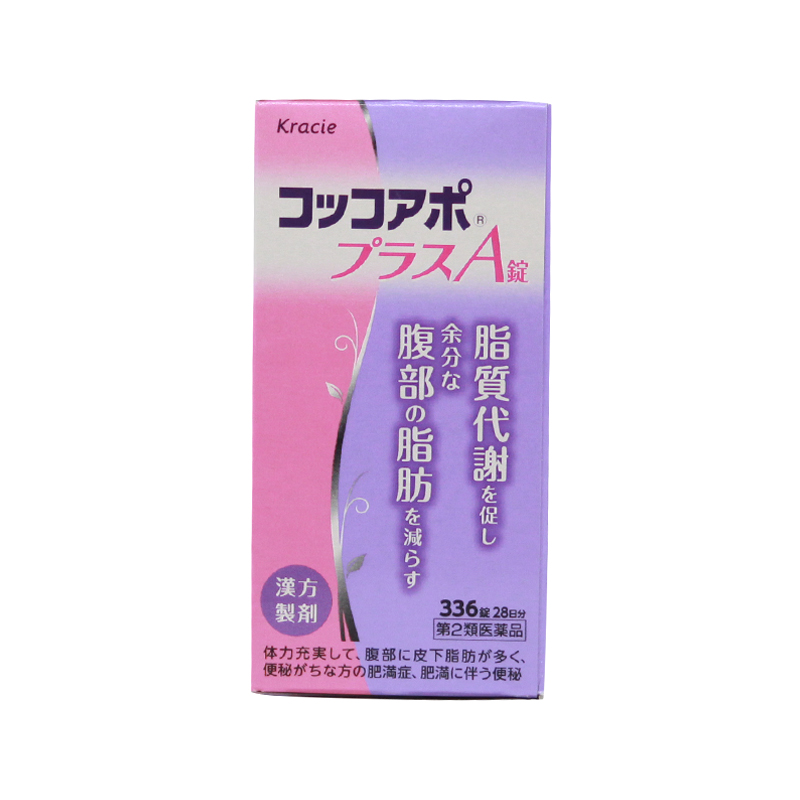 Kracie
コッコアポ®
プラスA錠
脂質代謝を促し
余分な
腹部の脂肪を減らす
漢方
製剤
336錠 28日分
第2類医薬品
体力充実して、腹部に皮下脂肪が多く、
便秘がちな方の肥満症、肥満に伴う便秘